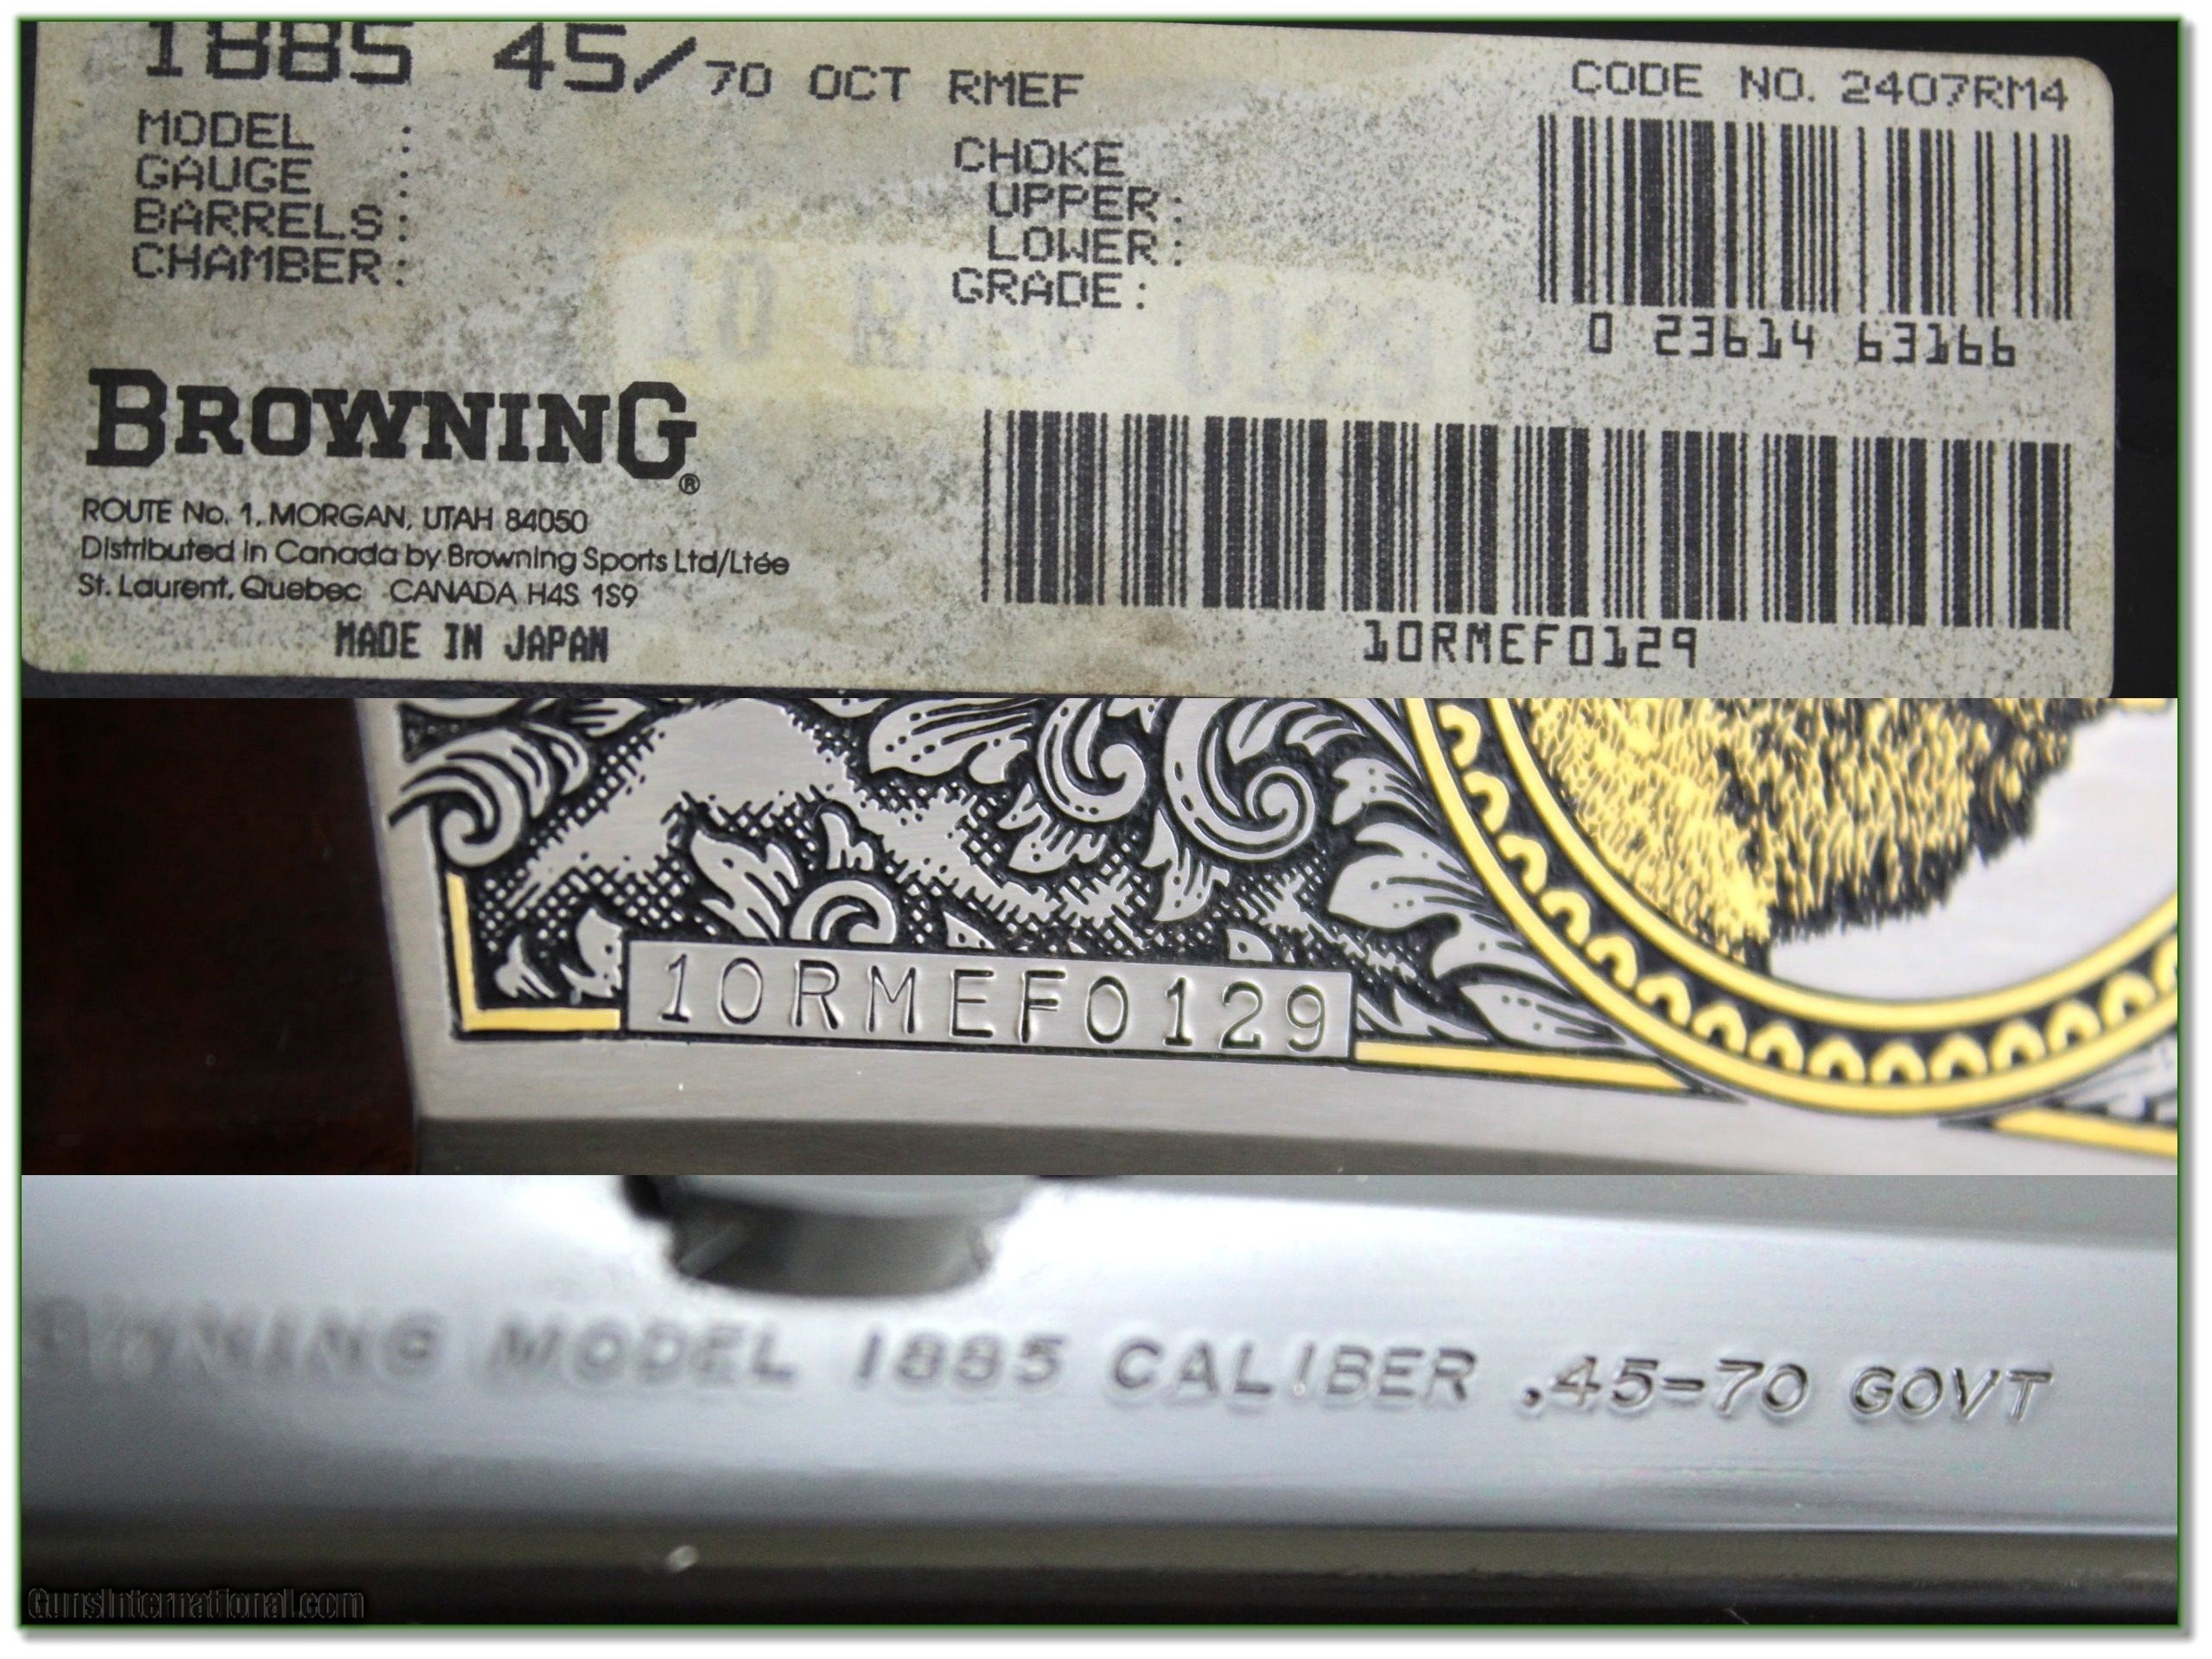 1885 45/70 OCT RMEF
CODE NO. 2407RM4
MODEL :
GAUGE :
BARRELS :
CHAMBER :
CHOKE
UPPER :
LOWER :
GRADE :
0 23614 63166
BROWNING®
ROUTE No. 1, MORGAN, UTAH 84050
Distributed in Canada by Browning Sports Ltd/Ltée
St. Laurent, Quebec CANADA H4S 1S9
MADE IN JAPAN
10RMEF0129
10RMEF0129
BROWNING MODEL 1885 CALIBER .45-70 GOVT
GunsInternational.com